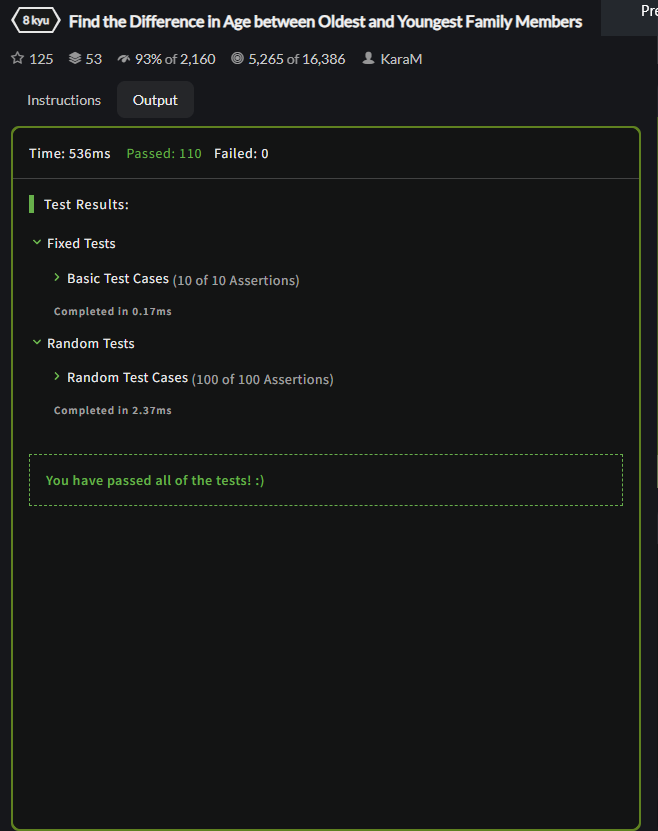 8 kyu Find the Difference in Age between Oldest and Youngest Family Members
125 53 93% of 2,160 5,265 of 16,386 KaraM
Instructions Output
Time: 536ms Passed: 110 Failed: 0
Test Results:
Fixed Tests
Basic Test Cases (10 of 10 Assertions)
Completed in 0.17ms
Random Tests
Random Test Cases (100 of 100 Assertions)
Completed in 2.37ms
You have passed all of the tests! :)